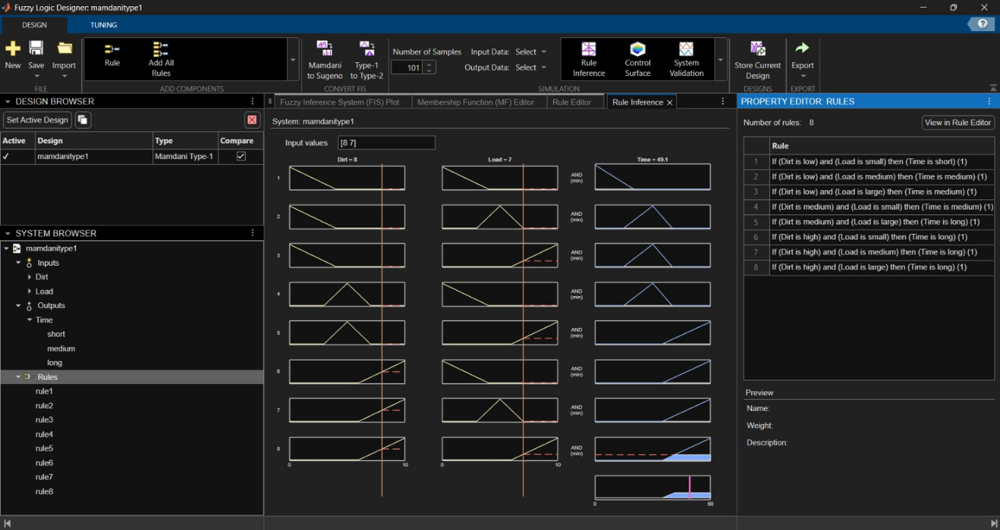 Fuzzy Logic Designer: mamdanitype1
DESIGN TUNING
New Save Import
FILE
Rule
Add All
Rules
ADD COMPONENTS
Mamdani
to Sugeno
Type-1
to Type-2
CONVERT FIS
Number of Samples
101
Input Data: Select
Output Data: Select
Rule
Inference
Control
Surface
System
Validation
SIMULATION
Store Current
Design
DESIGNS
Export
EXPORT
?
DESIGN BROWSER
Set Active Design
Active Design Type Compare
mamdanitype1 Mamdani Type-1
SYSTEM BROWSER
mamdanitype1
Inputs
Dirt
Load
Outputs
Time
short
medium
long
Rules
rule1
rule2
rule3
rule4
rule5
rule6
rule7
rule8
Fuzzy Inference System (FIS) Plot
Membership Function (MF) Editor
Rule Editor
Rule Inference
System: mamdanitype1
Input values [8 7]
Dirt = 8 Load = 7 Time = 49.1
1 AND
(min)
2 AND
(min)
3 AND
(min)
4 AND
(min)
5 AND
(min)
6 AND
(min)
7 AND
(min)
8 AND
(min)
0 10 0 10
0 60
PROPERTY EDITOR: RULES
Number of rules: 8
View in Rule Editor
Rule
1 If (Dirt is low) and (Load is small) then (Time is short) (1)
2 If (Dirt is low) and (Load is medium) then (Time is medium) (1)
3 If (Dirt is low) and (Load is large) then (Time is medium) (1)
4 If (Dirt is medium) and (Load is small) then (Time is medium) (1)
5 If (Dirt is medium) and (Load is large) then (Time is long) (1)
6 If (Dirt is high) and (Load is small) then (Time is long) (1)
7 If (Dirt is high) and (Load is medium) then (Time is long) (1)
8 If (Dirt is high) and (Load is large) then (Time is long) (1)
Preview
Name:
Weight:
Description: